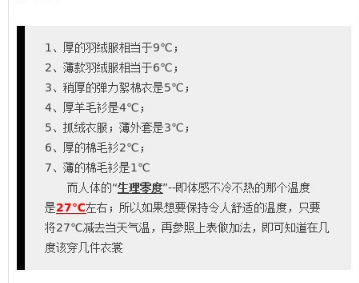 1、厚的羽绒服相当于9℃；
2、薄款羽绒服相当于6℃；
3、稍厚的弹力絮棉衣是5℃；
4、厚羊毛衫是4℃；
5、抓绒衣服；薄外套是3℃；
6、厚的棉毛衫2℃；
7、薄的棉毛衫是1℃
而人体的“生理零度”--即体感不冷不热的那个温度
是27℃左右；所以如果想要保持令人舒适的温度，只要
将27℃减去当天气温，再参照上表做加法，即可知道在几
度该穿几件衣裳